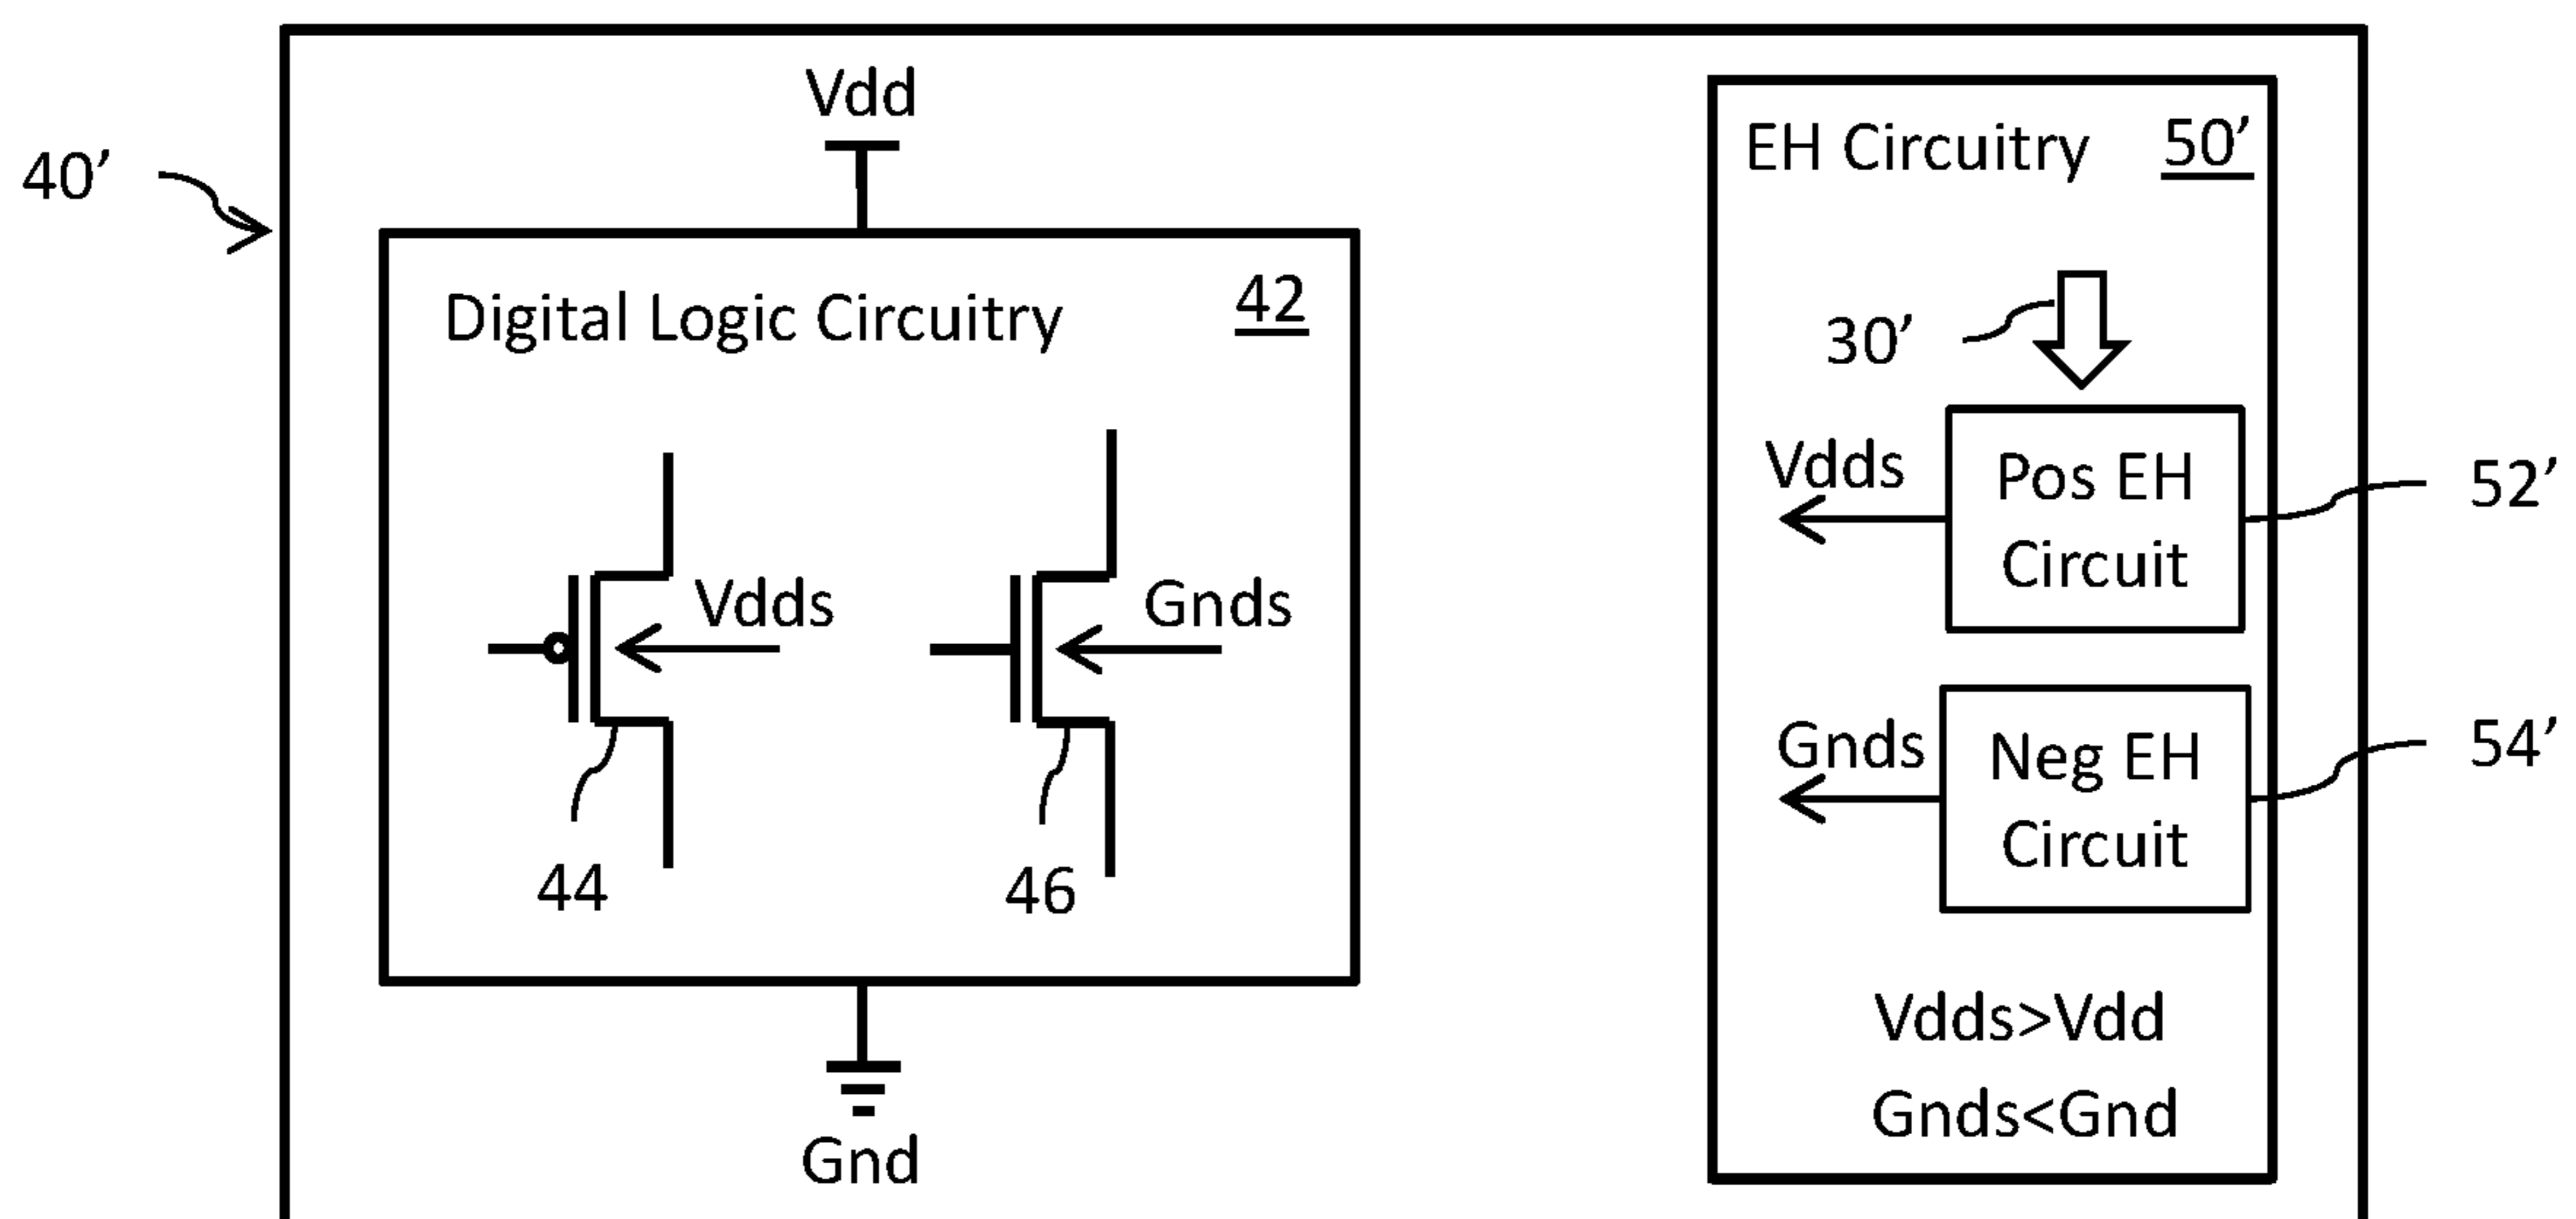 40’
Vdd
Digital Logic Circuitry 42
Vdds
Gnds
44
46
Gnd
EH Circuitry 50’
30’
Vdds
Pos EH
Circuit
52’
Gnds
Neg EH
Circuit
54’
Vdds>Vdd
Gnds<Gnd